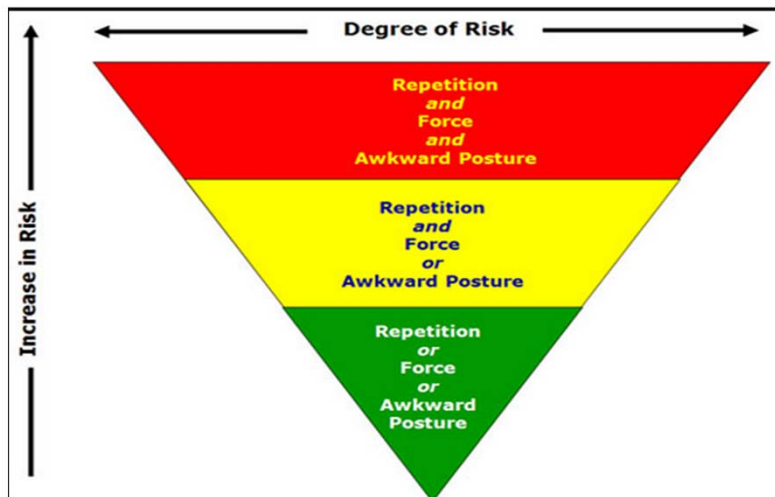 Degree of Risk
Increase in Risk
Repetition
and
Force
and
Awkward Posture
Repetition
and
Force
or
Awkward Posture
Repetition
or
Force
or
Awkward
Posture